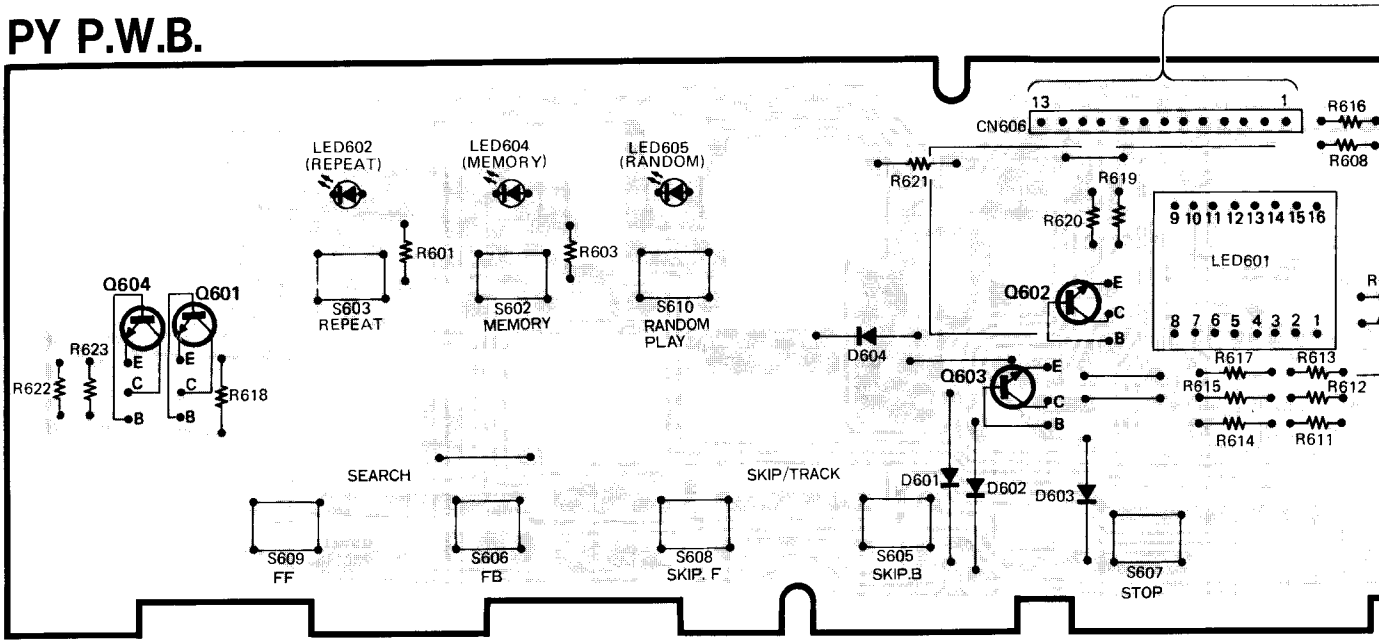 PY P.W.B.
13 1
CN606
R616
R608
LED602
(REPEAT)
LED604
(MEMORY)
LED605
(RANDOM)
R621
R619
R620
9 10 11 12 13 14 15 16
LED601
8 7 6 5 4 3 2 1
R601
R603
S603
REPEAT
S602
MEMORY
S610
RANDOM
PLAY
Q604
Q601
Q602
E
C
B
R623
R622
E
C
B
E
C
B
R618
D604
Q603
E
C
B
R617
R613
R615
R612
R614
R611
SEARCH
SKIP/TRACK
D601
D602
D603
S609
FF
S606
FB
S608
SKIP. F
S605
SKIP.B
S607
STOP